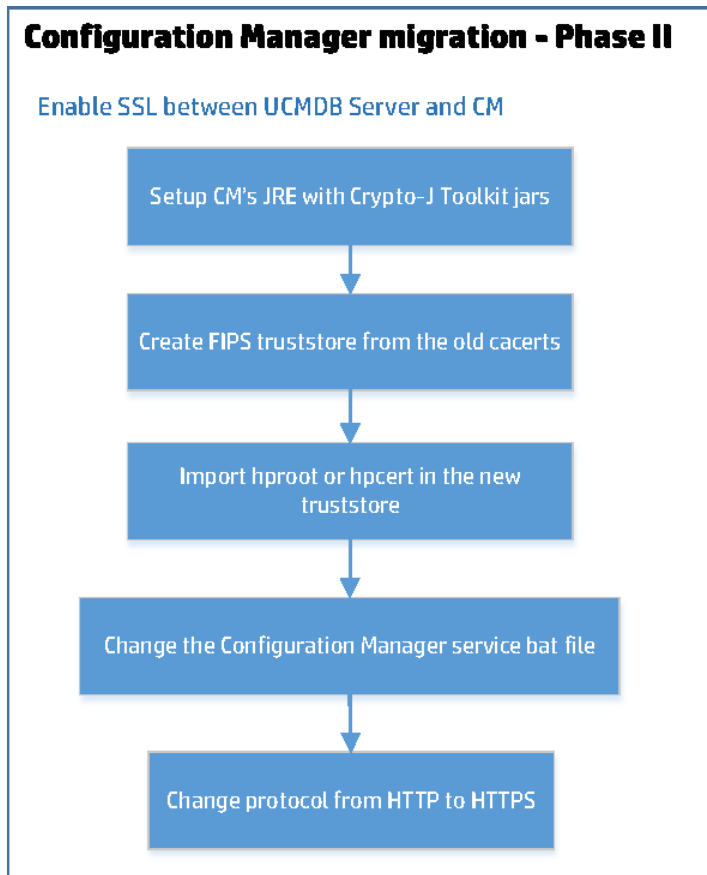 Configuration Manager migration - Phase II
Enable SSL between UCMDB Server and CM
Setup CM's JRE with Crypto-J Toolkit jars
Create FIPS truststore from the old cacerts
Import hproot or hpcert in the new
truststore
Change the Configuration Manager service bat file
Change protocol from HTTP to HTTPS